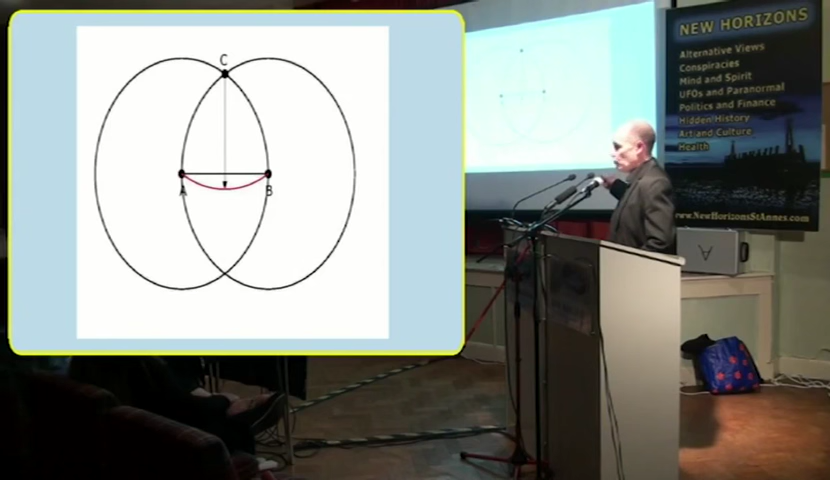 C
A
B
NEW HORIZONS
Alternative Views
Conspiracies
Mind and Spirit
UFOs and Paranormal
Politics and Finance
Hidden History
Art and Culture
Health
www.NewHorizonsStAnnes.com